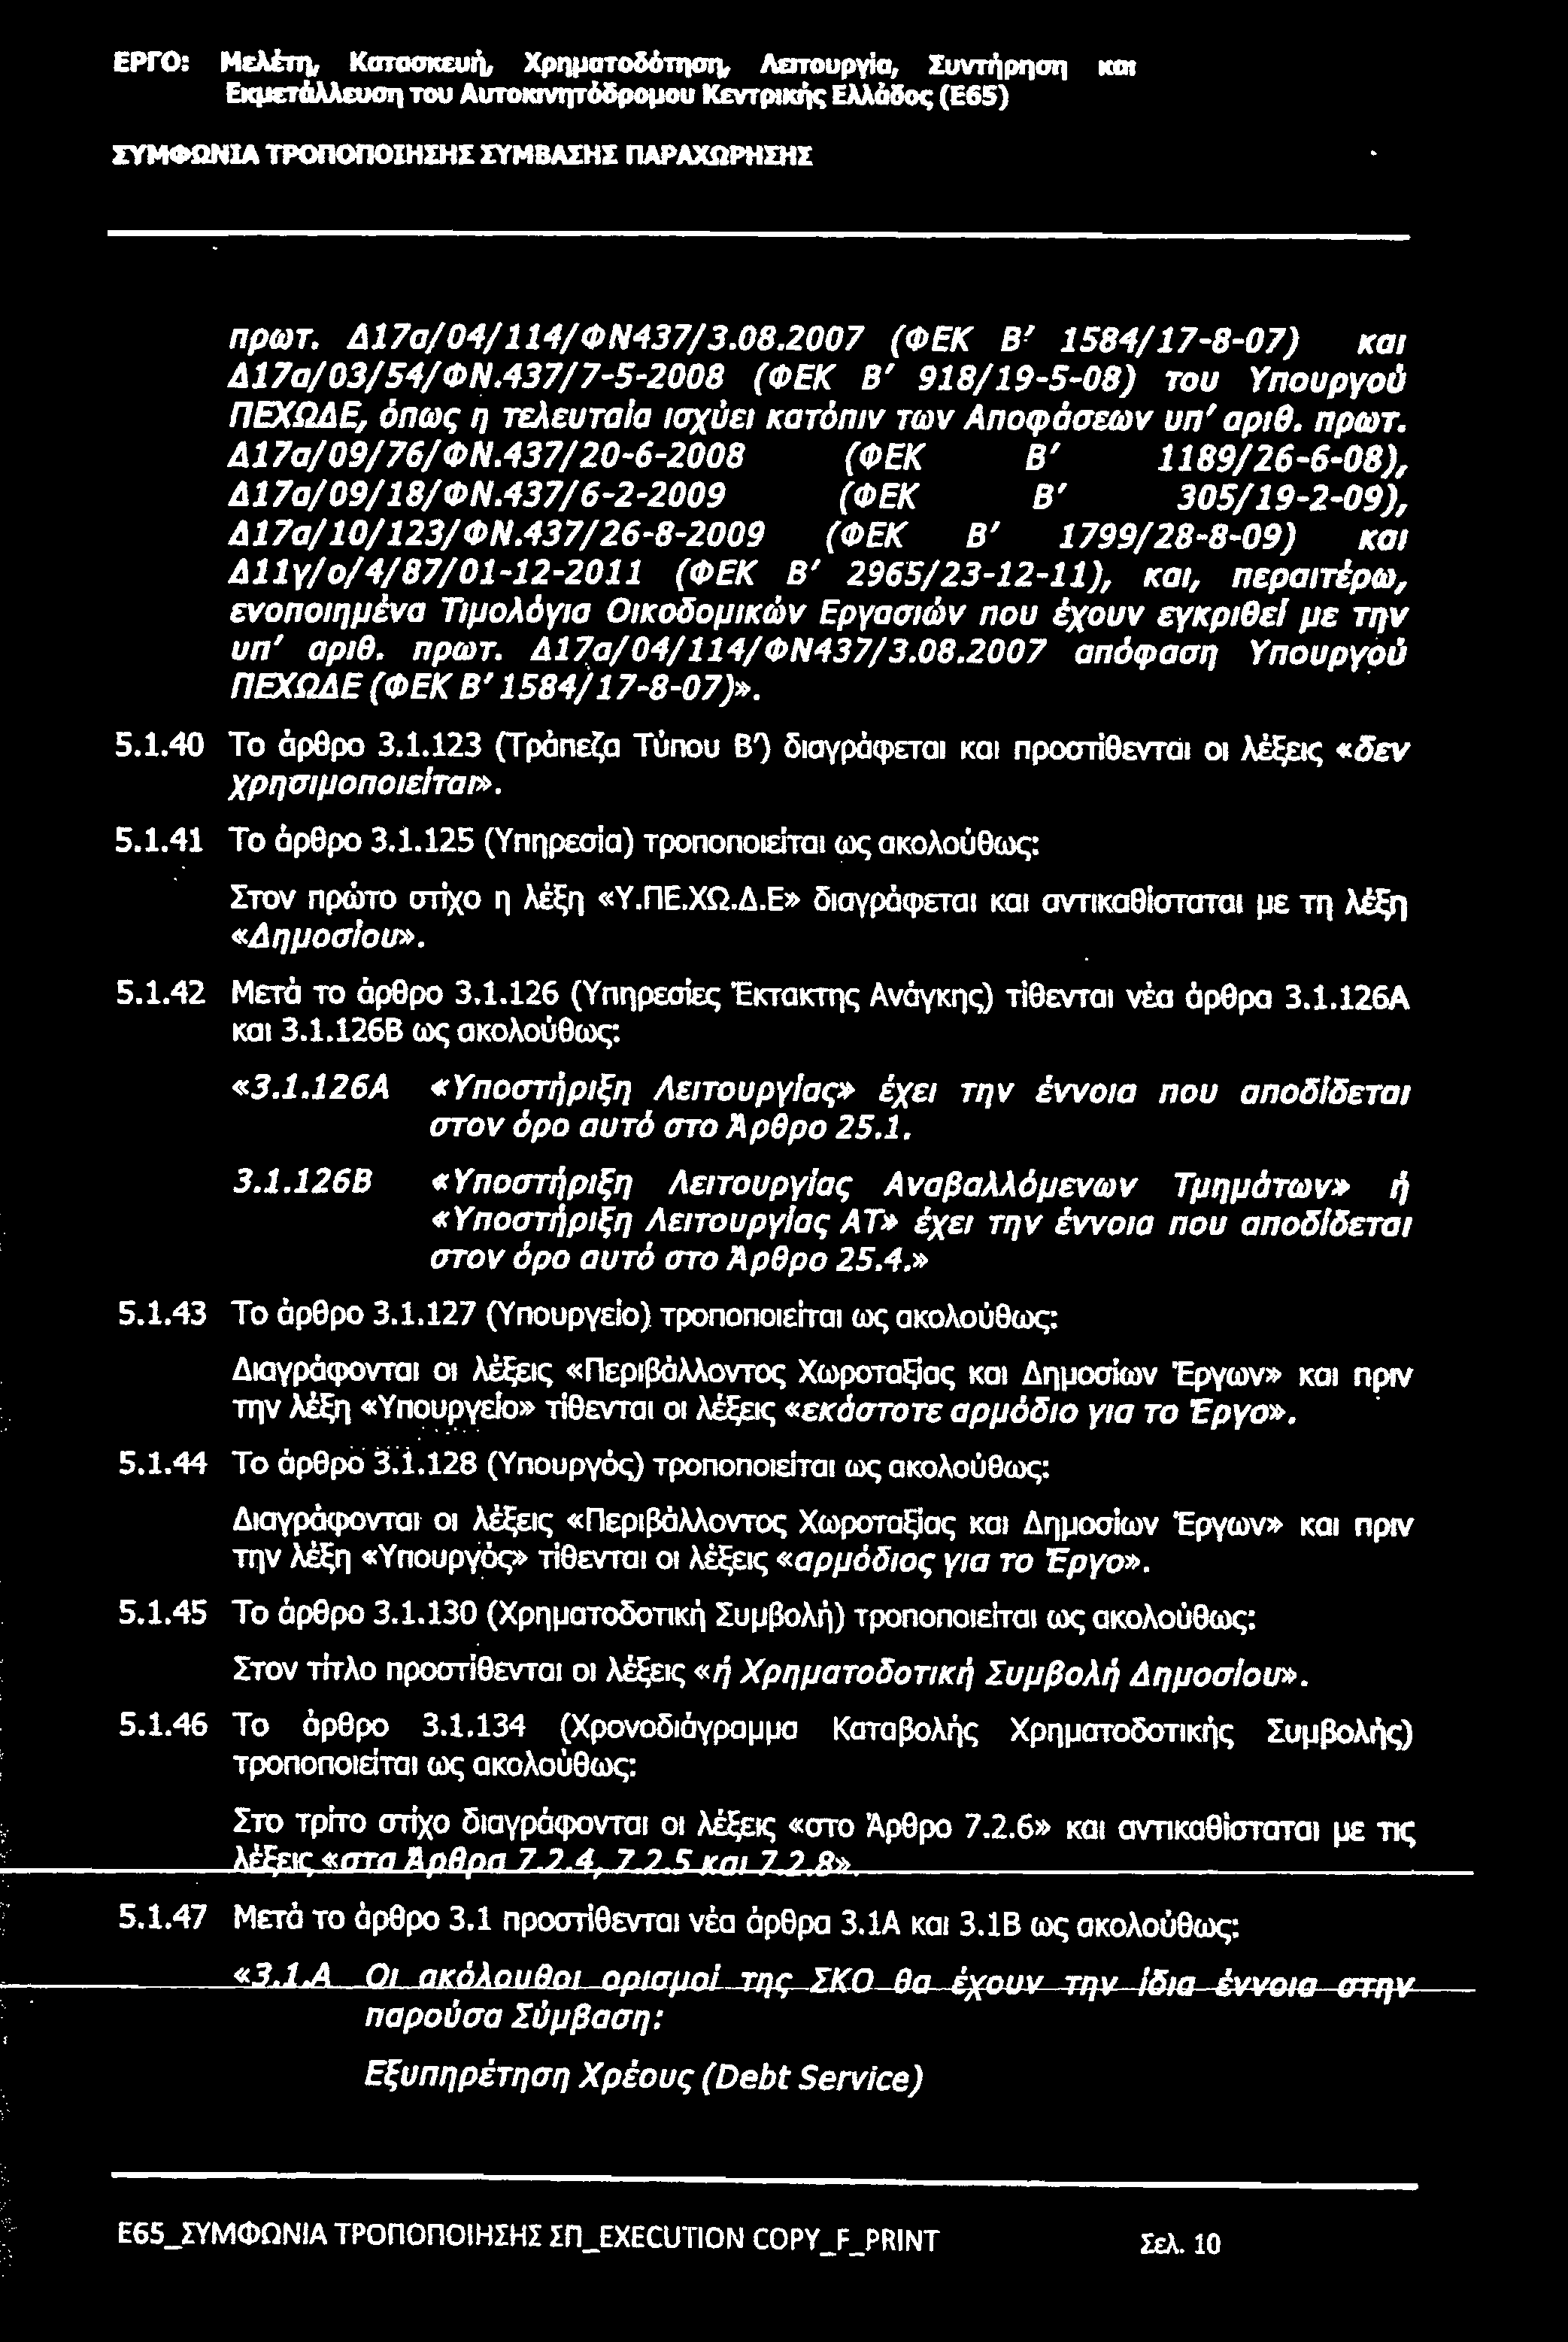 ΕΡΓΟ: Μελέτη, Κατασκευή, Χρηματοδότηση, Λειτουργία, Συντήρηση και
Εκμετάλλευση του Αυτοκινητόδρομου Κεντρικής Ελλάδος (Ε65)
ΣΥΜΦΩΝΙΑ ΤΡΟΠΟΠΟΙΗΣΗΣ ΣΥΜΒΑΣΗΣ ΠΑΡΑΧΩΡΗΣΗΣ
πρωτ. Δ17α/04/114/ΦΝ437/3.08.2007 (ΦΕΚ Β' 1584/17-8-07) και
Δ17α/03/54/ΦΝ.437/7-5-2008 (ΦΕΚ Β' 918/19-5-08) του Υπουργού
ΠΕΧΩΔΕ, όπως η τελευταία ισχύει κατόπιν των Αποφάσεων υπ' αριθ. πρωτ.
Δ17α/09/76/ΦΝ.437/20-6-2008 (ΦΕΚ Β' 1189/26-6-08),
Δ17α/09/18/ΦΝ.437/6-2-2009 (ΦΕΚ Β' 305/19-2-09),
Δ17α/10/123/ΦΝ.437/26-8-2009 (ΦΕΚ Β' 1799/28-8-09) και
Δ11γ/ο/4/87/01-12-2011 (ΦΕΚ Β' 2965/23-12-11), και, περαιτέρω,
ενοποιημένα Τιμολόγια Οικοδομικών Εργασιών που έχουν εγκριθεί με την
υπ' αριθ. πρωτ. Δ17α/04/114/ΦΝ437/3.08.2007 απόφαση Υπουργού
ΠΕΧΩΔΕ (ΦΕΚ Β' 1584/17-8-07)».
5.1.40 Το άρθρο 3.1.123 (Τράπεζα Τύπου Β') διαγράφεται και προστίθενται οι λέξεις «δεν
χρησιμοποιείται».
5.1.41 Το άρθρο 3.1.125 (Υπηρεσία) τροποποιείται ως ακολούθως:
Στον πρώτο στίχο η λέξη «Υ.ΠΕ.ΧΩ.Δ.Ε» διαγράφεται και αντικαθίσταται με τη λέξη
«Δημοσίου».
5.1.42 Μετά το άρθρο 3.1.126 (Υπηρεσίες Έκτακτης Ανάγκης) τίθενται νέα άρθρα 3.1.126Α
και 3.1.126Β ως ακολούθως:
«3.1.126Α «Υποστήριξη Λειτουργίας» έχει την έννοια που αποδίδεται
στον όρο αυτό στο Άρθρο 25.1.
3.1.126Β «Υποστήριξη Λειτουργίας Αναβαλλόμενων Τμημάτων» ή
«Υποστήριξη Λειτουργίας ΑΤ» έχει την έννοια που αποδίδεται
στον όρο αυτό στο Άρθρο 25.4.»
5.1.43 Το άρθρο 3.1.127 (Υπουργείο) τροποποιείται ως ακολούθως:
Διαγράφονται οι λέξεις «Περιβάλλοντος Χωροταξίας και Δημοσίων Έργων» και πριν
την λέξη «Υπουργείο» τίθενται οι λέξεις «εκάστοτε αρμόδιο για το Έργο».
5.1.44 Το άρθρο 3.1.128 (Υπουργός) τροποποιείται ως ακολούθως:
Διαγράφονται οι λέξεις «Περιβάλλοντος Χωροταξίας και Δημοσίων Έργων» και πριν
την λέξη «Υπουργός» τίθενται οι λέξεις «αρμόδιος για το Έργο».
5.1.45 Το άρθρο 3.1.130 (Χρηματοδοτική Συμβολή) τροποποιείται ως ακολούθως:
Στον τίτλο προστίθενται οι λέξεις «ή Χρηματοδοτική Συμβολή Δημοσίου».
5.1.46 Το άρθρο 3.1.134 (Χρονοδιάγραμμα Καταβολής Χρηματοδοτικής Συμβολής)
τροποποιείται ως ακολούθως:
Στο τρίτο στίχο διαγράφονται οι λέξεις «στο Άρθρο 7.2.6» και αντικαθίσταται με τις
λέξεις «στα Άρθρα 7.2.4, 7.2.5 και 7.2.8».
5.1.47 Μετά το άρθρο 3.1 προστίθενται νέα άρθρα 3.1Α και 3.1Β ως ακολούθως:
«3.1.Α Οι ακόλουθοι ορισμοί της ΣΚΟ θα έχουν την ίδια έννοια στην
παρούσα Σύμβαση:
Εξυπηρέτηση Χρέους (Debt Service)
E65_ΣΥΜΦΩΝΙΑ ΤΡΟΠΟΠΟΙΗΣΗΣ ΣΠ_EXECUTION COPY_F_PRINT Σελ. 10